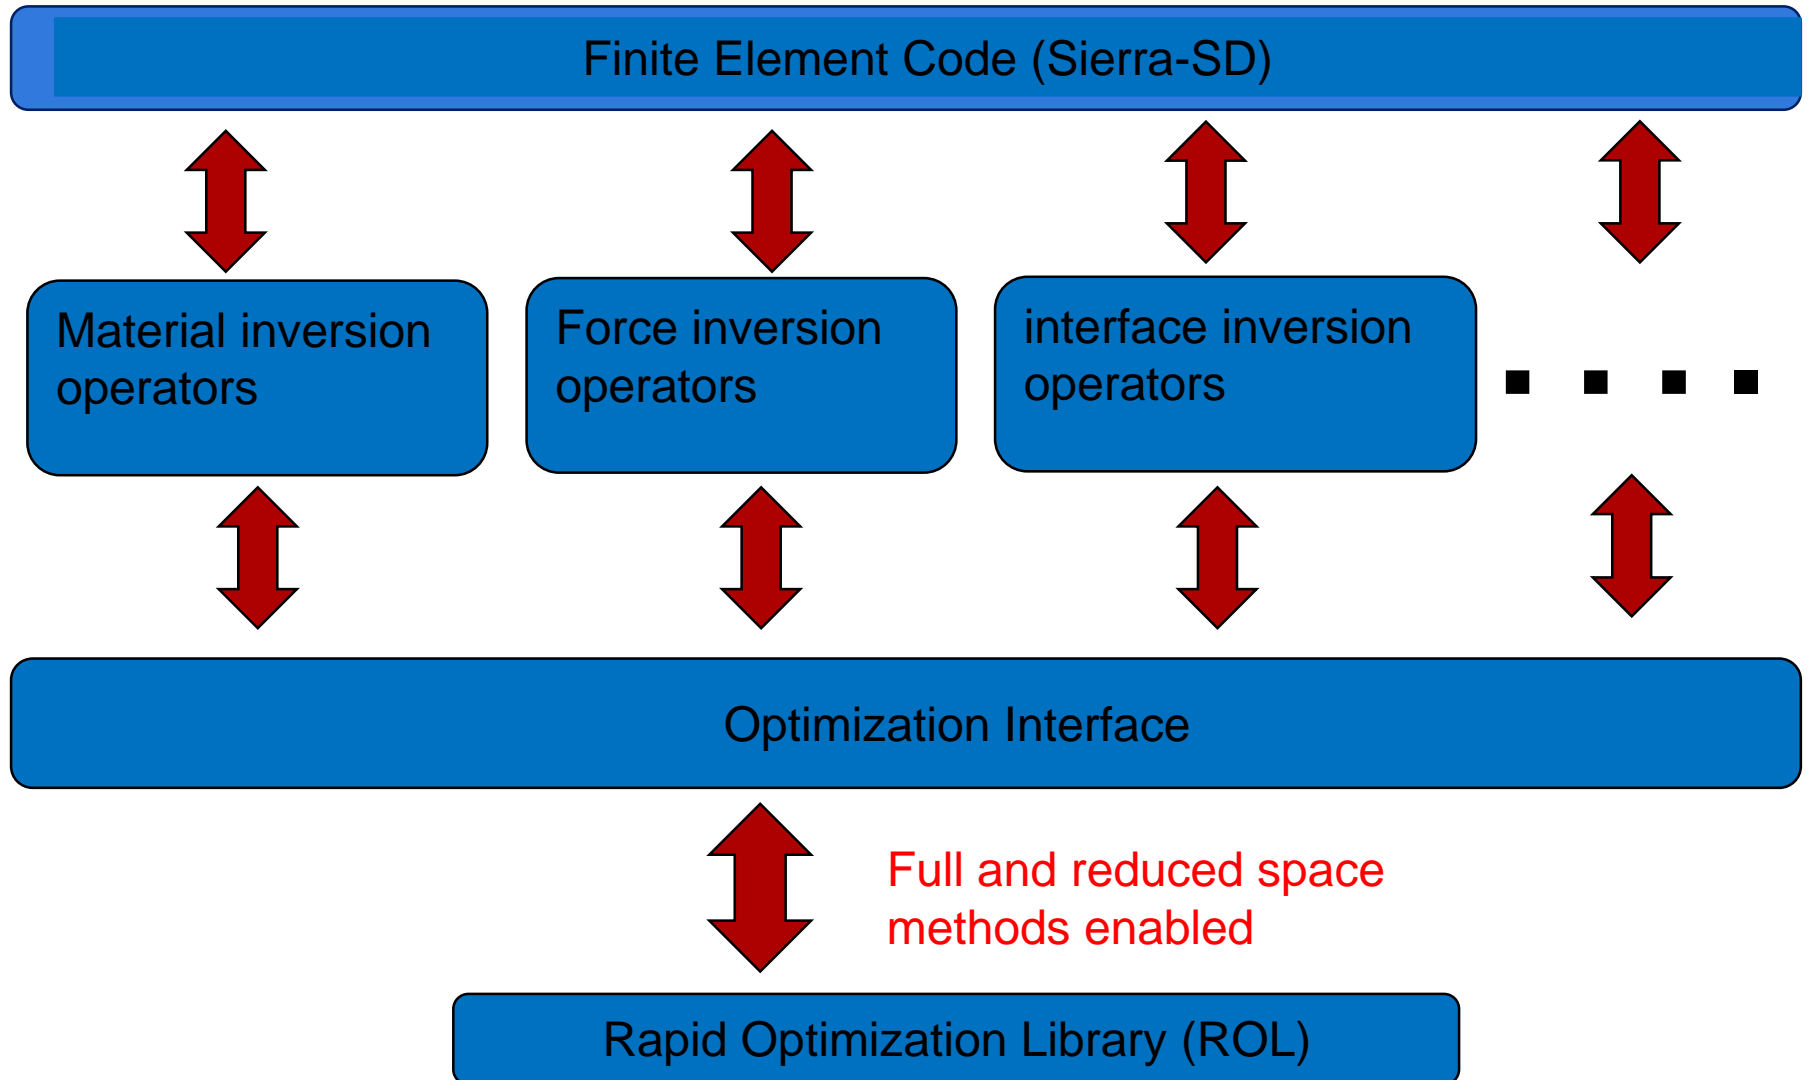 Finite Element Code (Sierra-SD)
Material inversion
operators
Force inversion
operators
interface inversion
operators
Optimization Interface
Full and reduced space
methods enabled
Rapid Optimization Library (ROL)